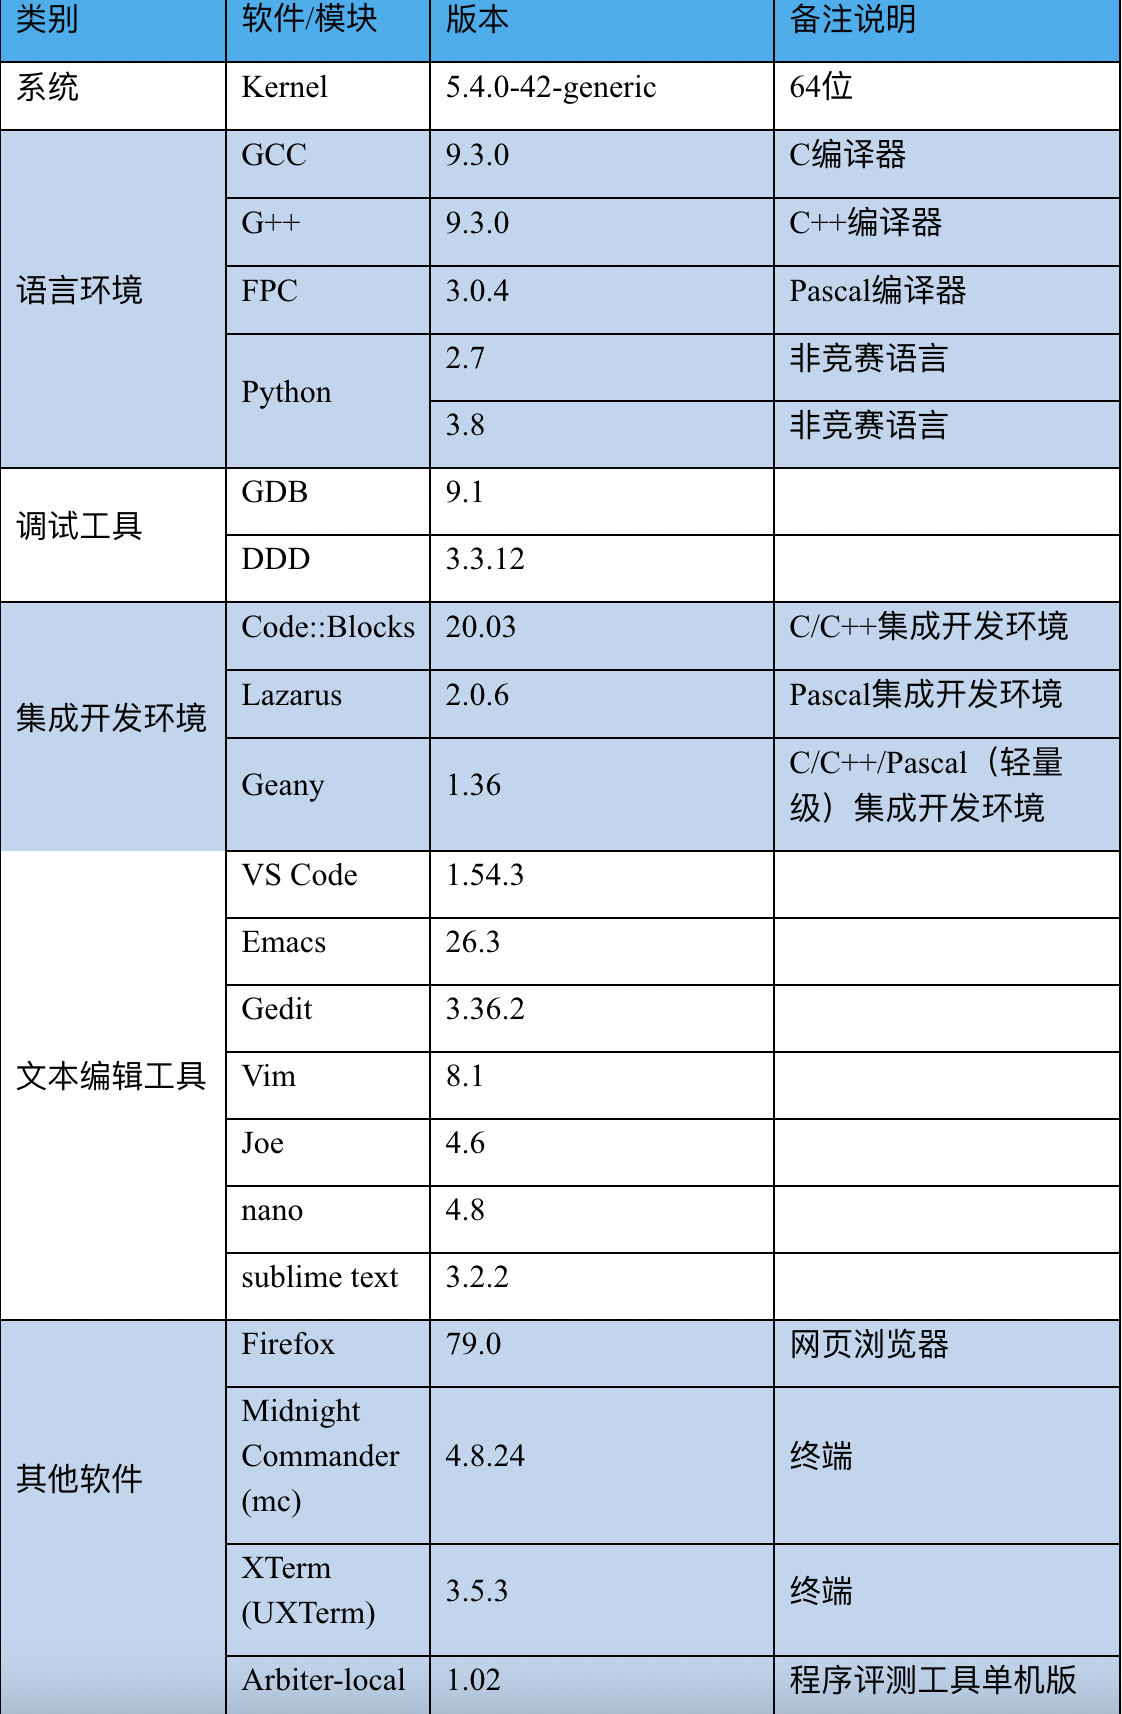 类别 软件/模块 版本 备注说明
系统 Kernel 5.4.0-42-generic 64位
语言环境
GCC 9.3.0 C编译器
G++ 9.3.0 C++编译器
FPC 3.0.4 Pascal编译器
Python
2.7 非竞赛语言
3.8 非竞赛语言
调试工具
GDB 9.1
DDD 3.3.12
集成开发环境
Code::Blocks 20.03 C/C++集成开发环境
Lazarus 2.0.6 Pascal集成开发环境
Geany 1.36 C/C++/Pascal（轻量
级）集成开发环境
文本编辑工具
VS Code 1.54.3
Emacs 26.3
Gedit 3.36.2
Vim 8.1
Joe 4.6
nano 4.8
sublime text 3.2.2
其他软件
Firefox 79.0 网页浏览器
Midnight
Commander 4.8.24 终端
(mc)
XTerm
(UXTerm) 3.5.3 终端
Arbiter-local 1.02 程序评测工具单机版